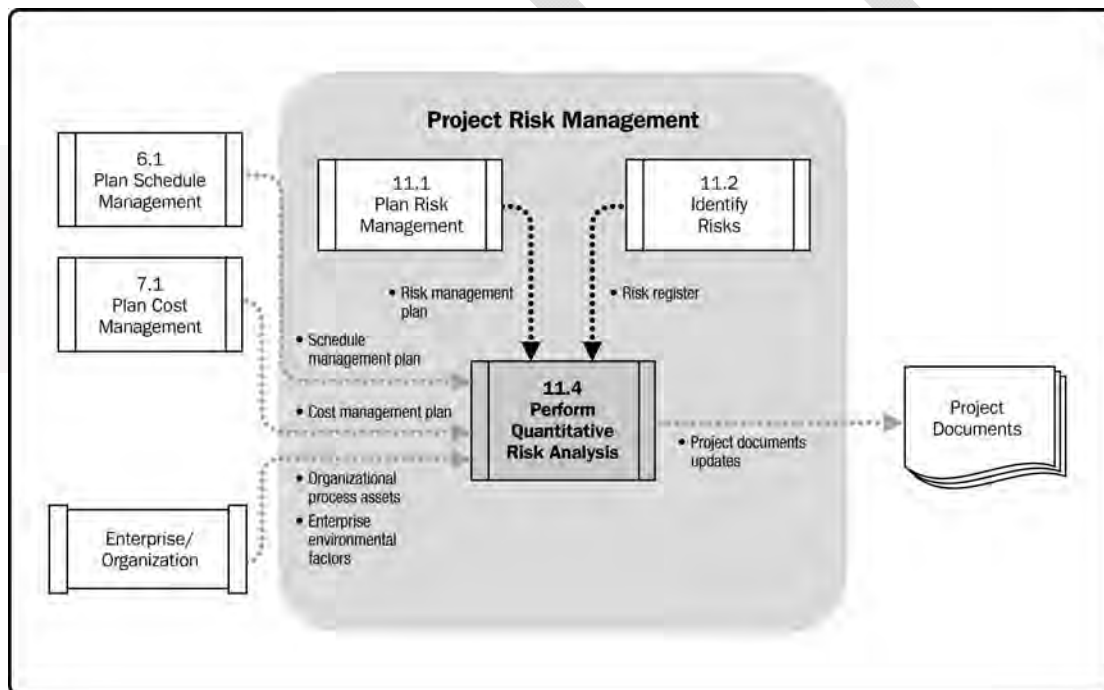 Project Risk Management
6.1
Plan Schedule
Management
11.1
Plan Risk
Management
11.2
Identify
Risks
7.1
Plan Cost
Management
• Risk management
plan
• Risk register
• Schedule
management plan
• Cost management plan
11.4
Perform
Quantitative
Risk Analysis
• Project documents
updates
Project
Documents
• Organizational
process assets
• Enterprise
environmental
factors
Enterprise/
Organization